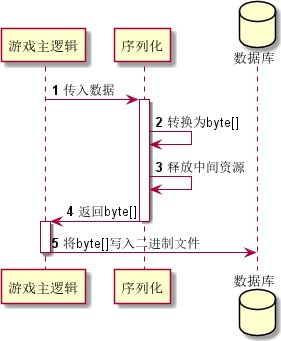 游戏主逻辑
序列化
数据库
1 传入数据
2 转换为byte[]
3 释放中间资源
4 返回byte[]
5 将byte[]写入二进制文件
游戏主逻辑
序列化
数据库